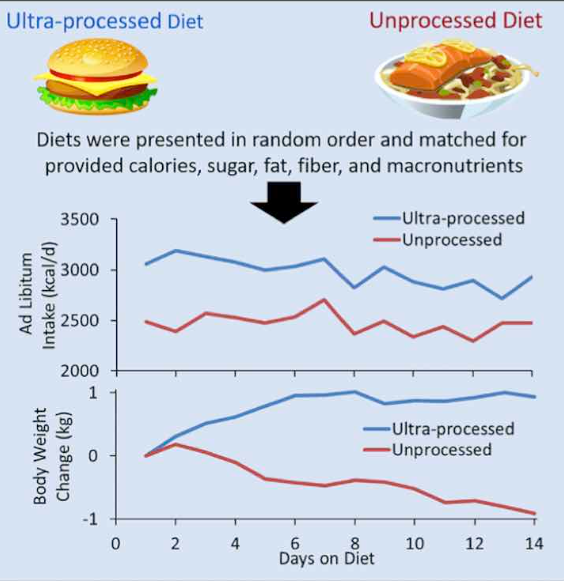 Ultra-processed Diet
Unprocessed Diet
Diets were presented in random order and matched for
provided calories, sugar, fat, fiber, and macronutrients
Ad Libitum
Intake (kcal/d)
3500
3000
2500
2000
Ultra-processed
Unprocessed
Body Weight
Change (kg)
1
0
-1
Ultra-processed
Unprocessed
0 2 4 6 8 10 12 14
Days on Diet